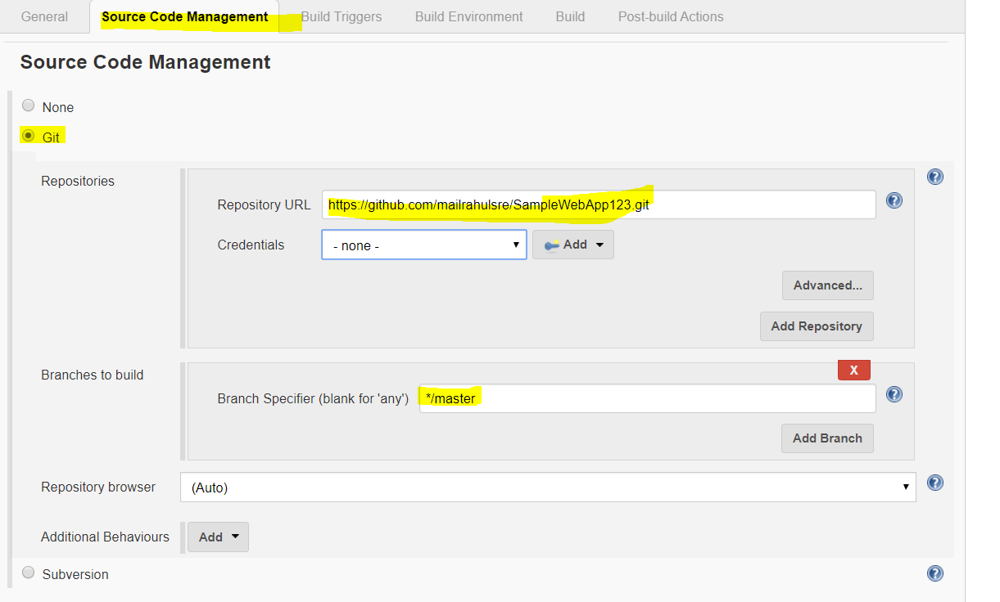 General Source Code Management Build Triggers Build Environment Build Post-build Actions
Source Code Management
None
Git
Repositories
?
Repository URL https://github.com/mailrahulsre/SampleWebApp123.git ?
Credentials - none - Add
Advanced...
Add Repository
Branches to build
X
Branch Specifier (blank for 'any') */master ?
Add Branch
Repository browser (Auto) ?
Additional Behaviours Add
Subversion ?